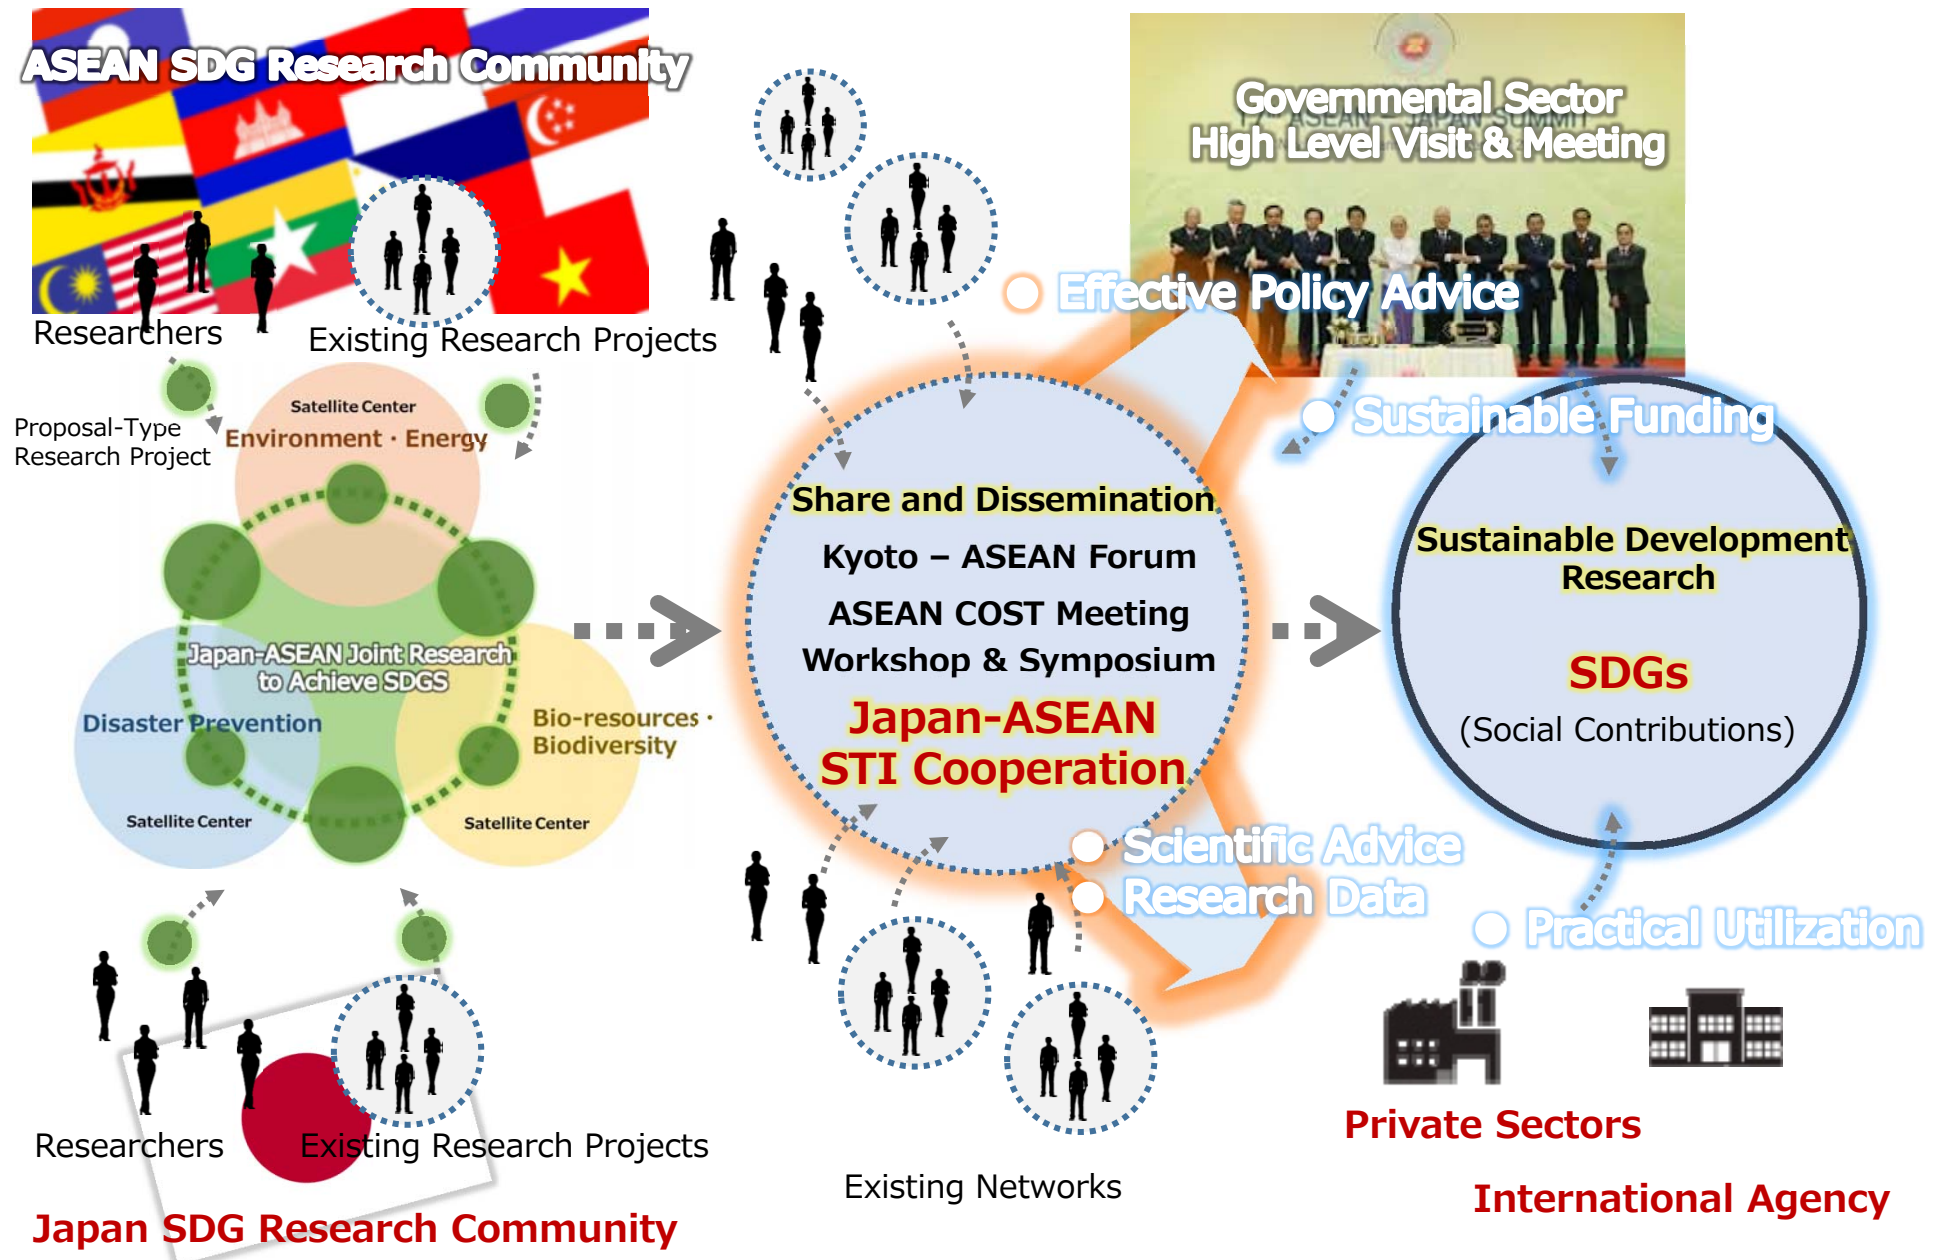 ASEAN SDG Research Community
Researchers
Existing Research Projects
Proposal-Type
Research Project
Satellite Center
Environment · Energy
Japan-ASEAN Joint Research
to Achieve SDGS
Disaster Prevention
Satellite Center
Bio-resources ·
Biodiversity
Satellite Center
Researchers
Existing Research Projects
Japan SDG Research Community
Share and Dissemination
Kyoto – ASEAN Forum
ASEAN COST Meeting
Workshop & Symposium
Japan-ASEAN
STI Cooperation
Existing Networks
Governmental Sector
ASEAN – JAPAN SUMMIT
High Level Visit & Meeting
Effective Policy Advice
Sustainable Funding
Sustainable Development
Research
SDGs
(Social Contributions)
Scientific Advice
Research Data
Practical Utilization
Private Sectors
International Agency